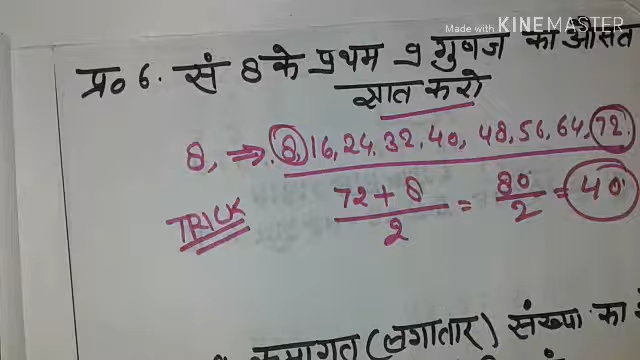 Made with KINEMASTER
प्र० 6. सं 8 के प्रथम 9 गुणज का औसत
ज्ञात करो
8, ⇒ 8, 16, 24, 32, 40, 48, 56, 64, 72.
TRICK
72 + 8 / 2 = 80 / 2 = 40
क्रमागत (लगातार) संख्या का